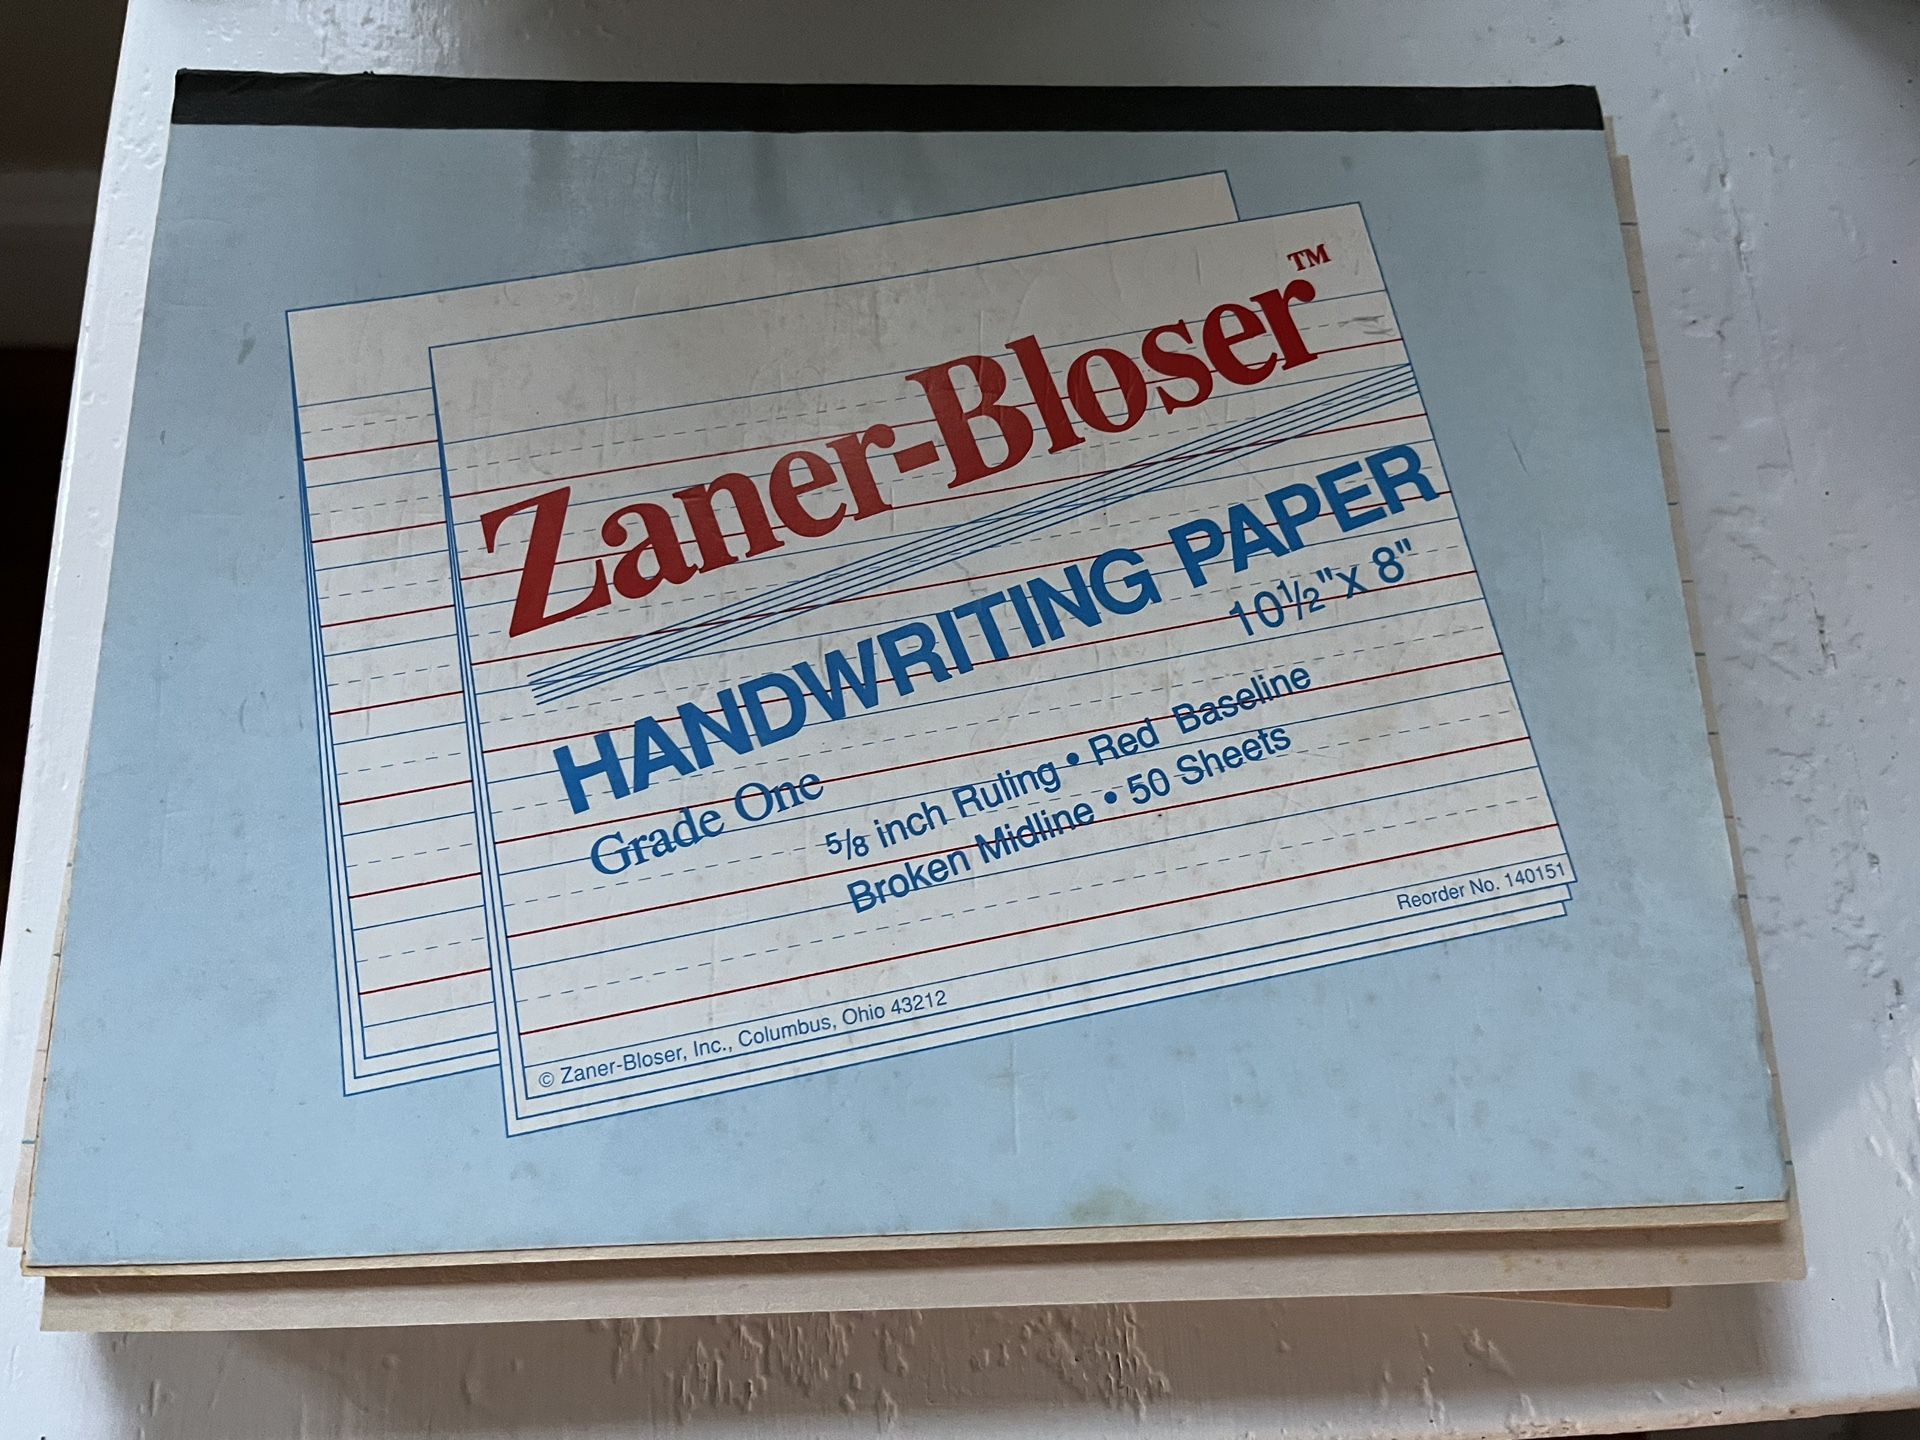 Zaner-Bloser™
HANDWRITING PAPER
10½" x 8"
Grade One
5/8 inch Ruling • Red Baseline
Broken Midline • 50 Sheets
Reorder No. 140151
© Zaner-Bloser, Inc., Columbus, Ohio 43212